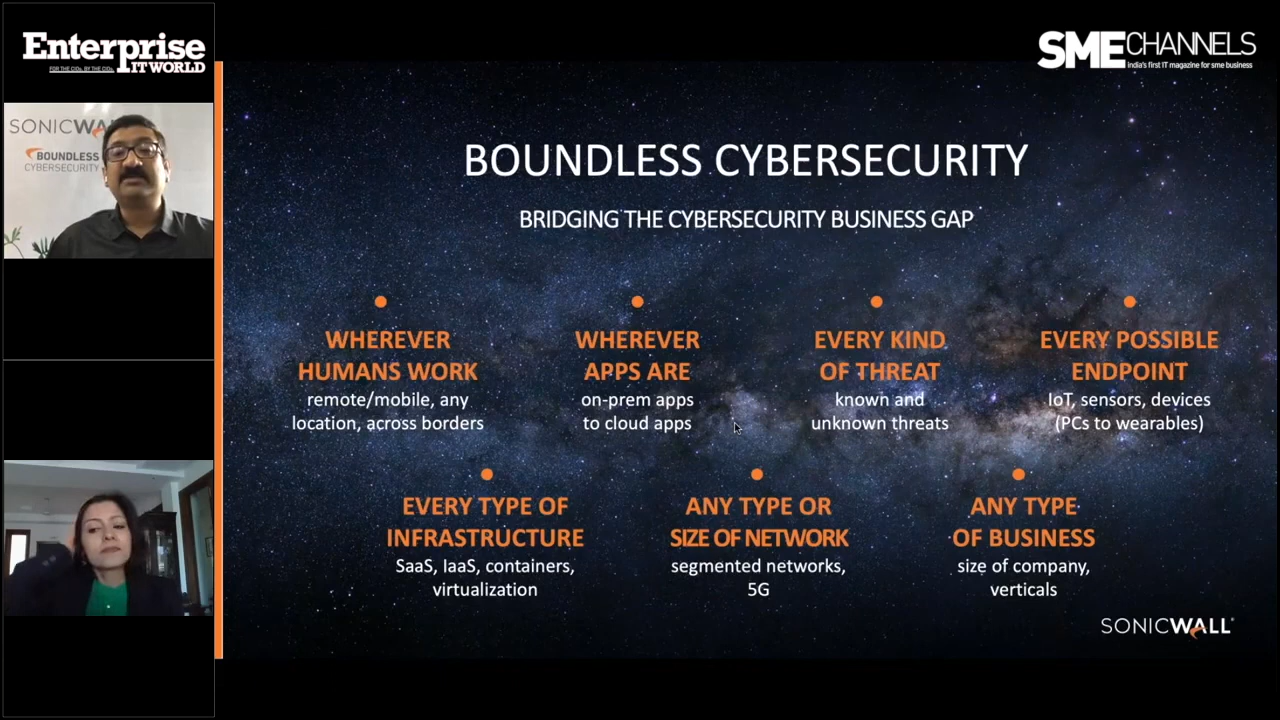 Enterprise
FOR THE CIOs. BY THE CIOs.
IT WORLD
SME CHANNELS
India's first IT magazine for sme business
SONICWA
BOUNDLESS
CYBERSECURITY
BOUNDLESS CYBERSECURITY
BRIDGING THE CYBERSECURITY BUSINESS GAP
WHEREVER
HUMANS WORK
remote/mobile, any
location, across borders
WHEREVER
APPS ARE
on-prem apps
to cloud apps
EVERY KIND
OF THREAT
known and
unknown threats
EVERY POSSIBLE
ENDPOINT
IoT, sensors, devices
(PCs to wearables)
EVERY TYPE OF
INFRASTRUCTURE
SaaS, IaaS, containers,
virtualization
ANY TYPE OR
SIZE OF NETWORK
segmented networks,
5G
ANY TYPE
OF BUSINESS
size of company,
verticals
SONICWALL